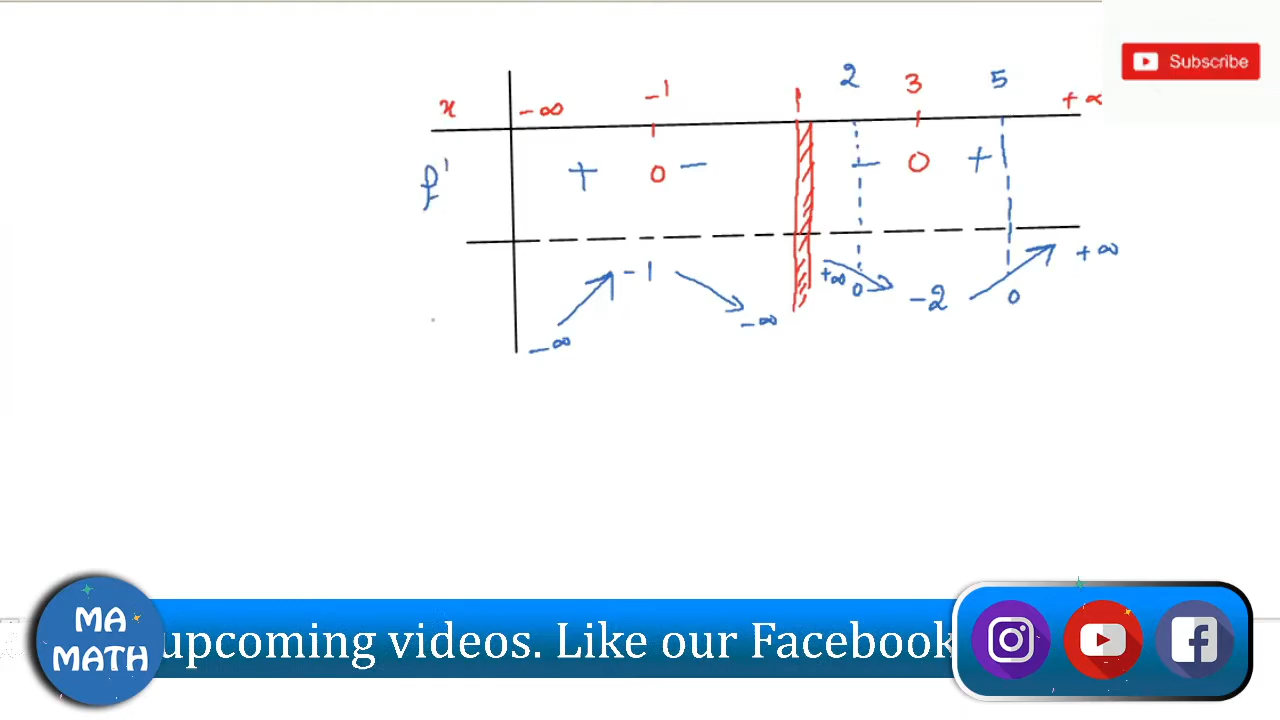 Subscribe
x -∞ -1 1 2 3 5 +∞
f' + 0 - - 0 +
-∞ -1 -∞ +∞ 0 -2 0 +∞
MA MATH
upcoming videos. Like our Facebook